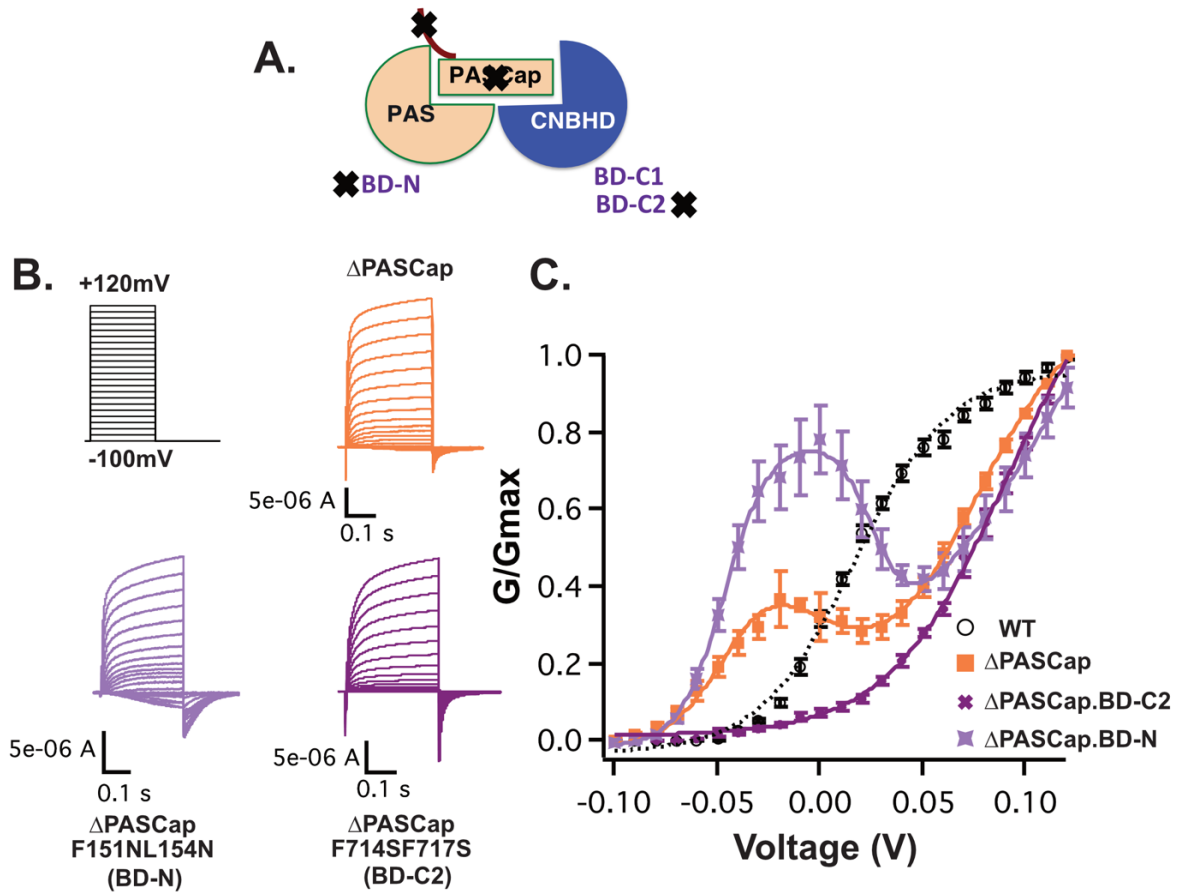 A.
PASCap
PAS
CNBHD
BD-N
BD-C1
BD-C2
B.
+120mV
-100mV
ΔPASCap
5e-06 A
0.1 s
5e-06 A
0.1 s
ΔPASCap
F151NL154N
(BD-N)
5e-06 A
0.1 s
ΔPASCap
F714SF717S
(BD-C2)
C.
G/Gmax
1.0
0.8
0.6
0.4
0.2
0.0
-0.10
-0.05
0.00
0.05
0.10
Voltage (V)
WT
ΔPASCap
ΔPASCap.BD-C2
ΔPASCap.BD-N